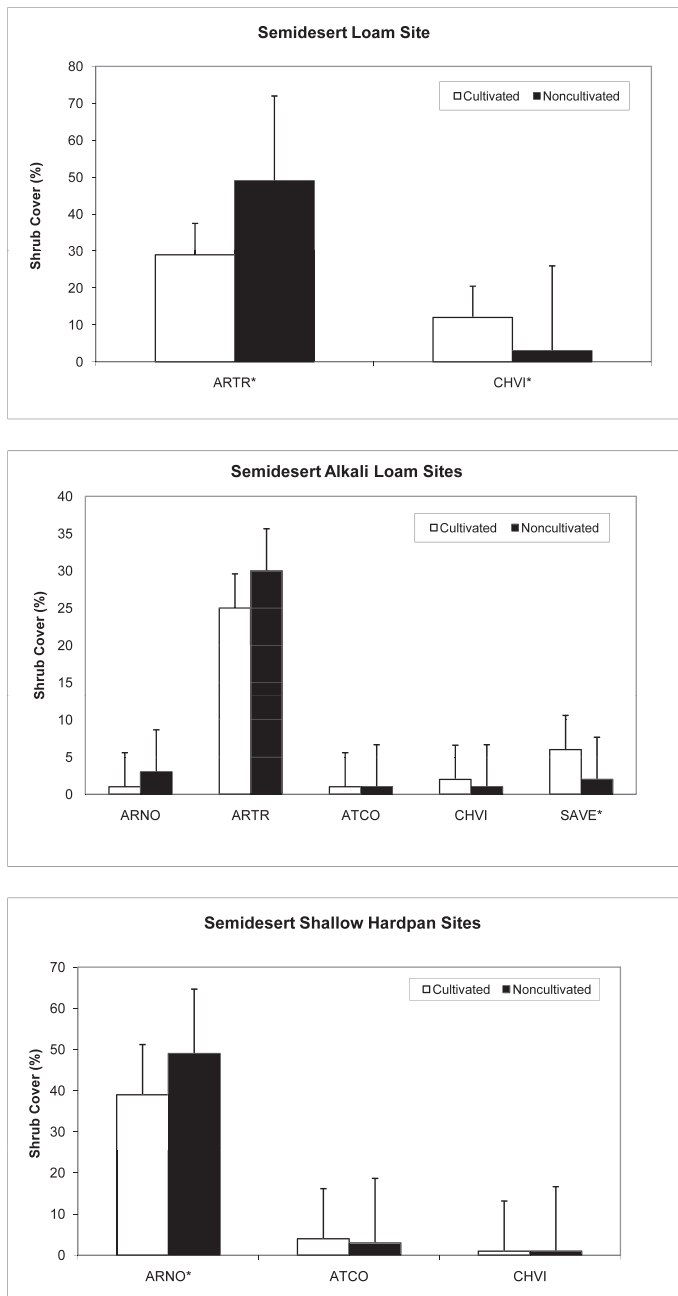 Semidesert Loam Site
80
70
60
50
40
30
20
10
0
Shrub Cover (%)
Cultivated Noncultivated
ARTR* CHVI*
Semidesert Alkali Loam Sites
40
35
30
25
20
15
10
5
0
Shrub Cover (%)
Cultivated Noncultivated
ARNO ARTR ATCO CHVI SAVE*
Semidesert Shallow Hardpan Sites
70
60
50
40
30
20
10
0
Shrub Cover (%)
Cultivated Noncultivated
ARNO* ATCO CHVI